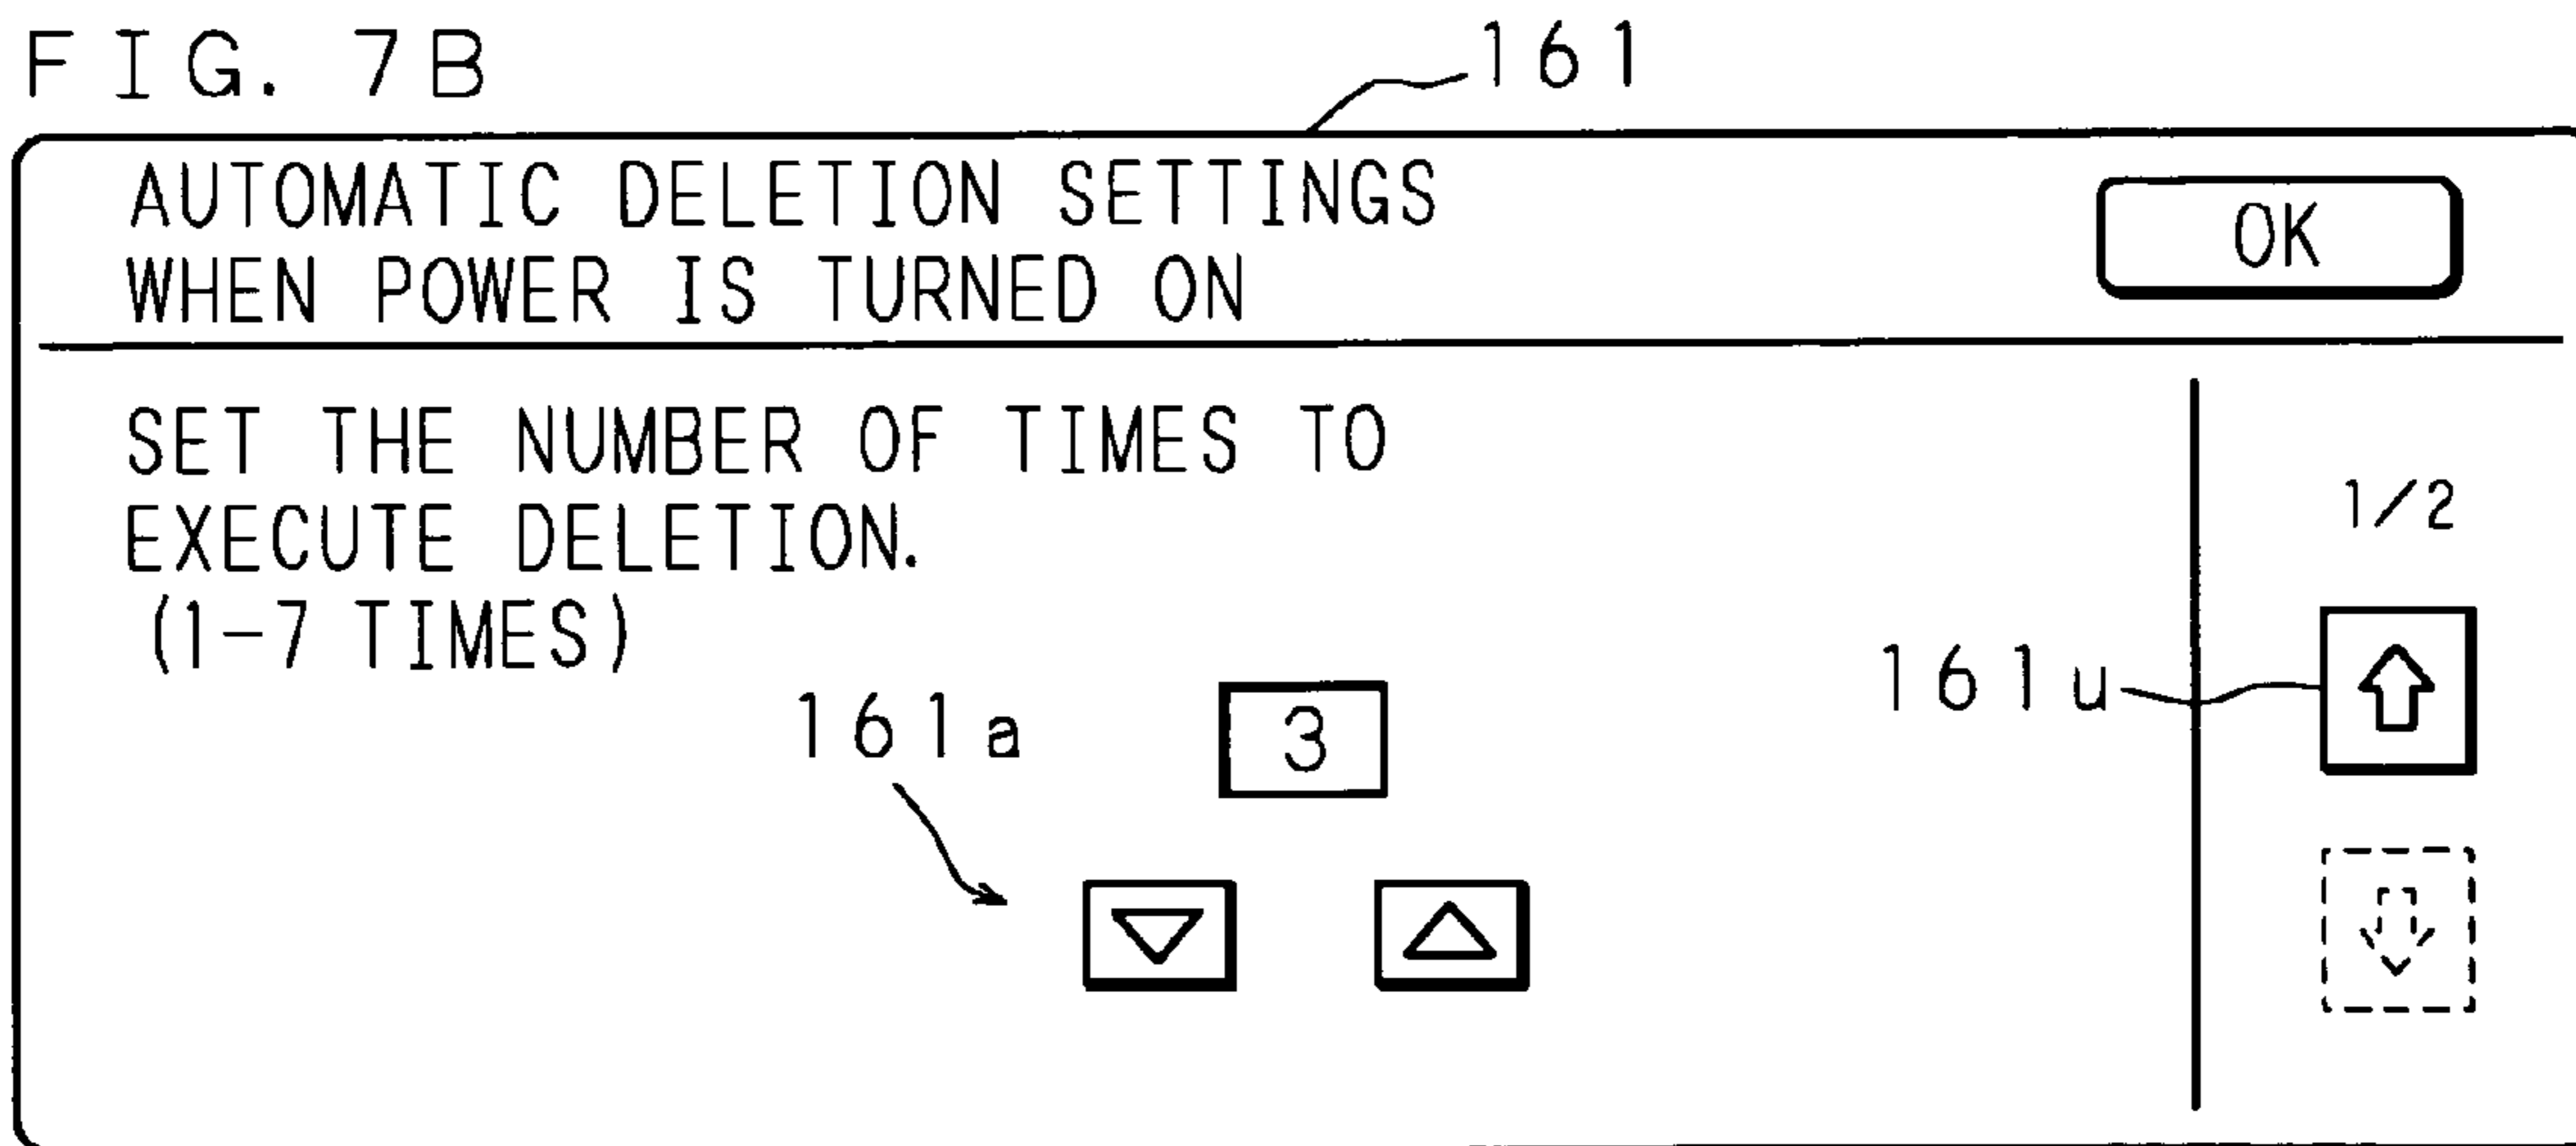 FIG. 7B
161
AUTOMATIC DELETION SETTINGS
WHEN POWER IS TURNED ON
OK
SET THE NUMBER OF TIMES TO
EXECUTE DELETION.
(1-7 TIMES)
1/2
161a
3
161u